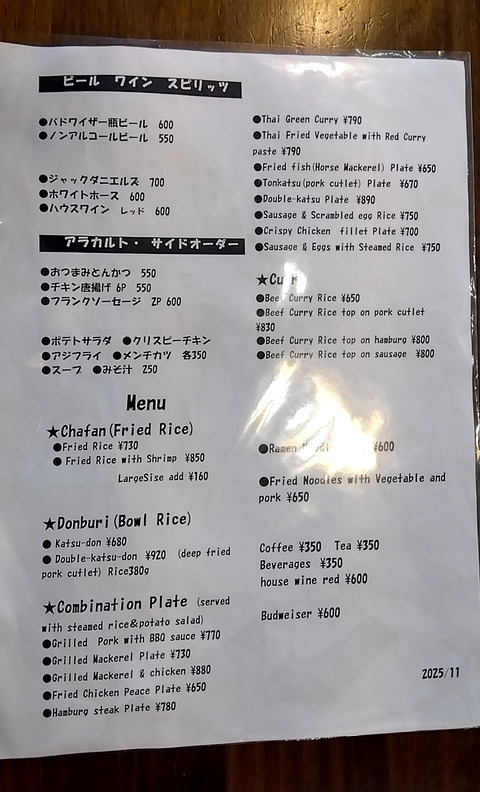 ビール ワイン スピリッツ
●バドワイザー瓶ビール 600
●ノンアルコールビール 550
●ジャックダニエルズ 700
●ホワイトホース 600
●ハウスワイン レッド 600
アラカルト・ サイドオーダー
●おつまみとんかつ 550
●チキン唐揚げ 6P 550
●フランクソーセージ 2P 600
●ポテトサラダ ●クリスピーチキン
●アジフライ ●メンチカツ 各350
●スープ ●みそ汁 250
Menu
★Chafan(Fried Rice)
●Fried Rice ¥730
● Fried Rice with Shrimp ¥850
LargeSise add ¥160
★Donburi(Bowl Rice)
● Katsu-don ¥680
● Double-katsu-don ¥920 (deep fried
pork cutlet) Rice380g
★Combination Plate (served
with steamed rice&potato salad)
●Grilled Pork with BBQ sauce ¥770
●Grilled Mackerel Plate ¥730
●Grilled Mackerel & chicken ¥880
●Fried Chicken Peace Plate ¥650
●Hamburg steak Plate ¥780
●Thai Green Curry ¥790
●Thai Fried Vegetable with Red Curry
paste ¥790
●Fried fish(Horse Mackerel) Plate ¥650
●Tonkatsu(pork cutlet) Plate ¥670
●Double-katsu Plate ¥890
●Sausage & Scrambled egg Rice ¥750
●Crispy Chicken fillet Plate ¥700
●Sausage & Eggs with Steamed Rice ¥750
★
●Beef Curry Rice ¥650
●Beef Curry Rice top on pork cutlet
¥830
●Beef Curry Rice top on hamburg ¥800
●Beef Curry Rice top on sausage ¥800
●Ramen ¥600
●Fried Noodles with Vegetable and
pork ¥650
Coffee ¥350 Tea ¥350
Beverages ¥350
house wine red ¥600
Budweiser ¥600
2025/11